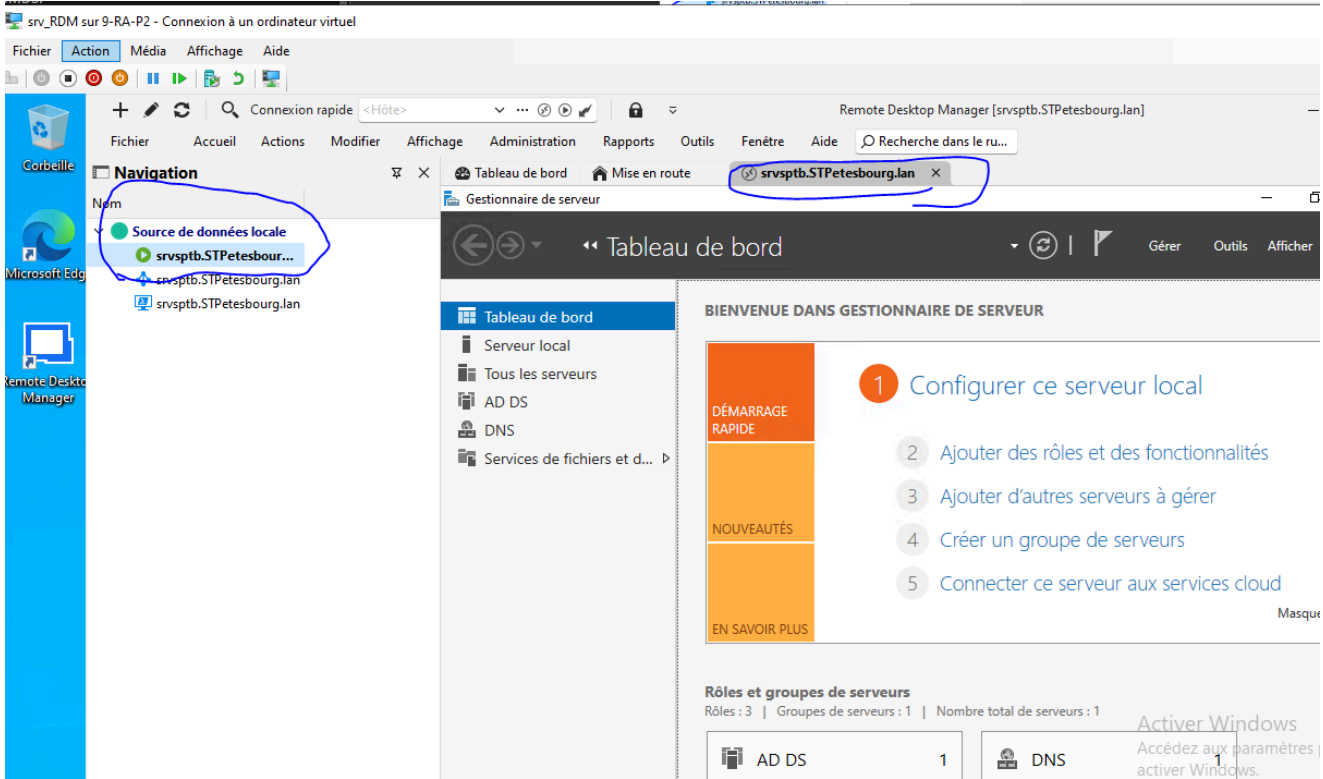 srv_RDM sur 9-RA-P2 - Connexion à un ordinateur virtuel
Fichier Action Média Affichage Aide
Connexion rapide <Hôte> ... Remote Desktop Manager [srvsptb.STPetesbourg.lan]
Fichier Accueil Actions Modifier Affichage Administration Rapports Outils Fenêtre Aide Recherche dans le ru...
Corbeille
Navigation
Tableau de bord Mise en route srvsptb.STPetesbourg.lan
Nom
Gestionnaire de serveur
Source de données locale
srvsptb.STPetesbour...
srvsptb.STPetesbourg.lan
srvsptb.STPetesbourg.lan
Microsoft Edg
Remote Deskto
Manager
Tableau de bord
Gérer Outils Afficher
Tableau de bord
Serveur local
Tous les serveurs
AD DS
DNS
Services de fichiers et d...
BIENVENUE DANS GESTIONNAIRE DE SERVEUR
DÉMARRAGE
RAPIDE
NOUVEAUTÉS
EN SAVOIR PLUS
1 Configurer ce serveur local
2 Ajouter des rôles et des fonctionnalités
3 Ajouter d'autres serveurs à gérer
4 Créer un groupe de serveurs
5 Connecter ce serveur aux services cloud
Masque
Rôles et groupes de serveurs
Rôles : 3 | Groupes de serveurs : 1 | Nombre total de serveurs : 1
AD DS 1
DNS 1
Activer Windows
Accédez aux paramètres
activer Windows.